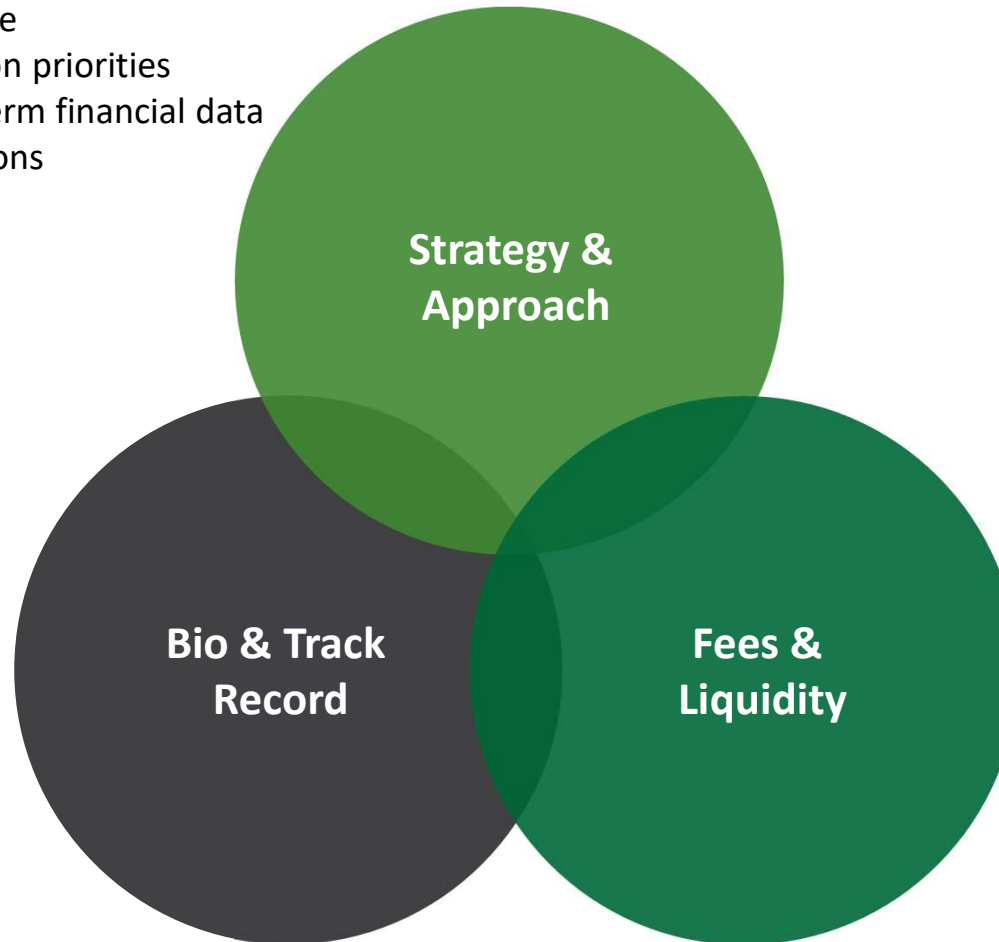 e
on priorities
erm financial data
ons
Strategy &
Approach
Bio & Track
Record
Fees &
Liquidity